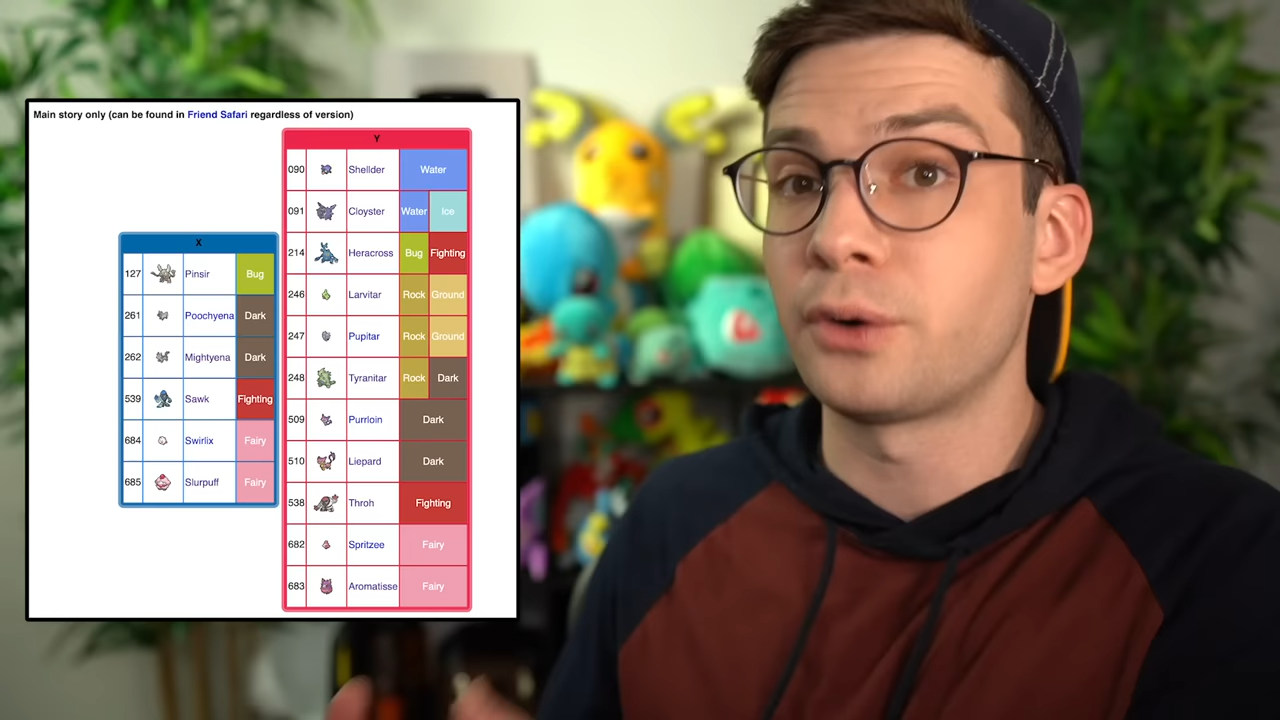 Main story only (can be found in Friend Safari regardless of version)
X
127 Pinsir Bug
261 Poochyena Dark
262 Mightyena Dark
539 Sawk Fighting
684 Swirlix Fairy
685 Slurpuff Fairy
Y
090 Shellder Water
091 Cloyster Water Ice
214 Heracross Bug Fighting
246 Larvitar Rock Ground
247 Pupitar Rock Ground
248 Tyranitar Rock Dark
509 Purrloin Dark
510 Liepard Dark
538 Throh Fighting
682 Spritzee Fairy
683 Aromatisse Fairy